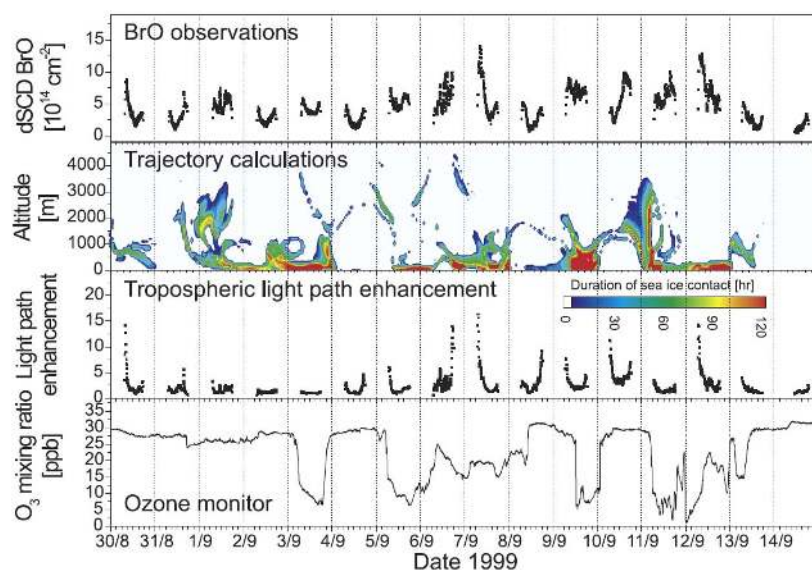 BrO observations
dSCD BrO
[10¹⁴ cm⁻²]
15
10
5
0
Trajectory calculations
Altitude
[m]
4000
3000
2000
1000
0
Tropospheric light path enhancement
Light path
enhancement
20
15
10
5
0
Duration of sea ice contact [hr]
0
30
60
90
120
O₃ mixing ratio
[ppb]
35
30
25
20
15
10
5
0
Ozone monitor
30/8 31/8 1/9 2/9 3/9 4/9 5/9 6/9 7/9 8/9 9/9 10/9 11/9 12/9 13/9 14/9
Date 1999